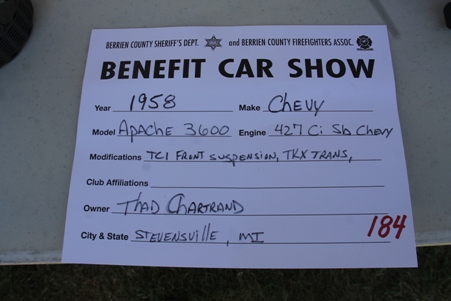 BERRIEN COUNTY SHERIFF'S DEPT. and BERRIEN COUNTY FIREFIGHTERS ASSOC.
BENEFIT CAR SHOW
Year 1958 Make CHEVY
Model APACHE 3600 Engine 427 Ci Sb CHEVY
Modifications TCI FRONT SUSPENSION, TKX TRANS,
Club Affiliations
Owner THAD CHARTRAND
City & State STEVENSVILLE, MI 184